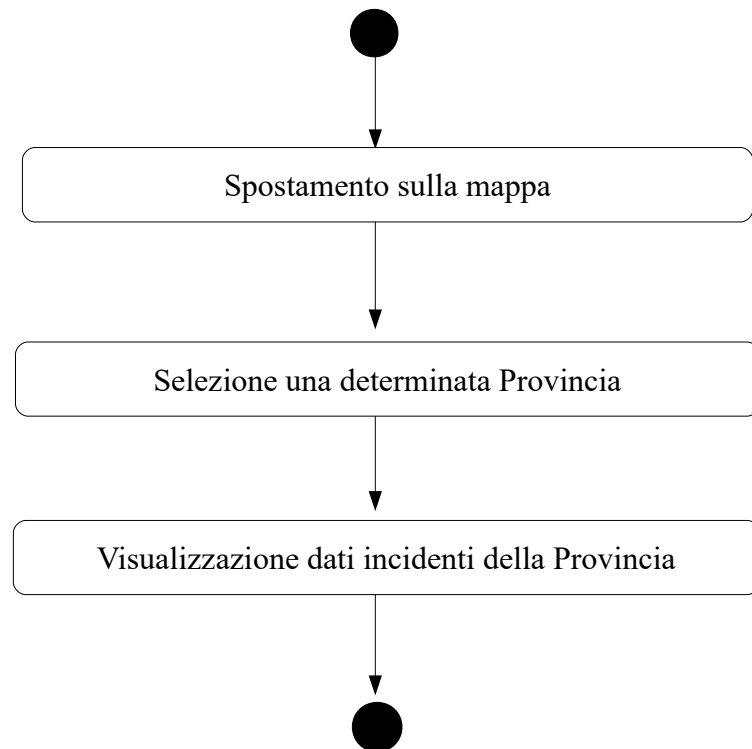 Spostamento sulla mappa
Selezione una determinata Provincia
Visualizzazione dati incidenti della Provincia